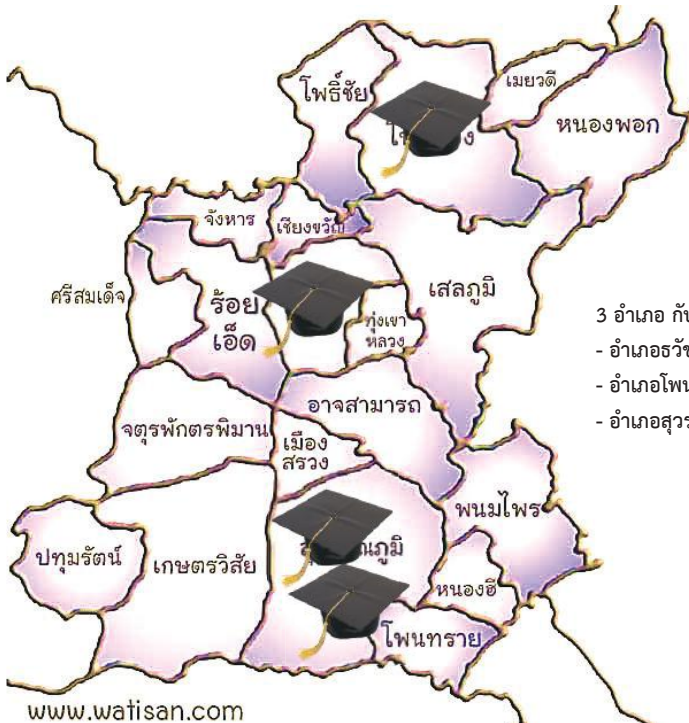 โพธิ์ชัย
เมยวดี
หนองพอก
จังหาร
เชียงขวัญ
ศรีสมเด็จ
ร้อย
เอ็ด
ทุ่งเขา
หลวง
เสลภูมิ
3 อำเภอ
- อำเภอ
- อำเภอ
- อำเภอ
จตุรพักตรพิมาน
เมือง
สรวง
อาจสามารถ
พนมไพร
ปทุมรัตน์
เกษตรวิสัย
หนองฮี
โพนทราย
www.watisan.com